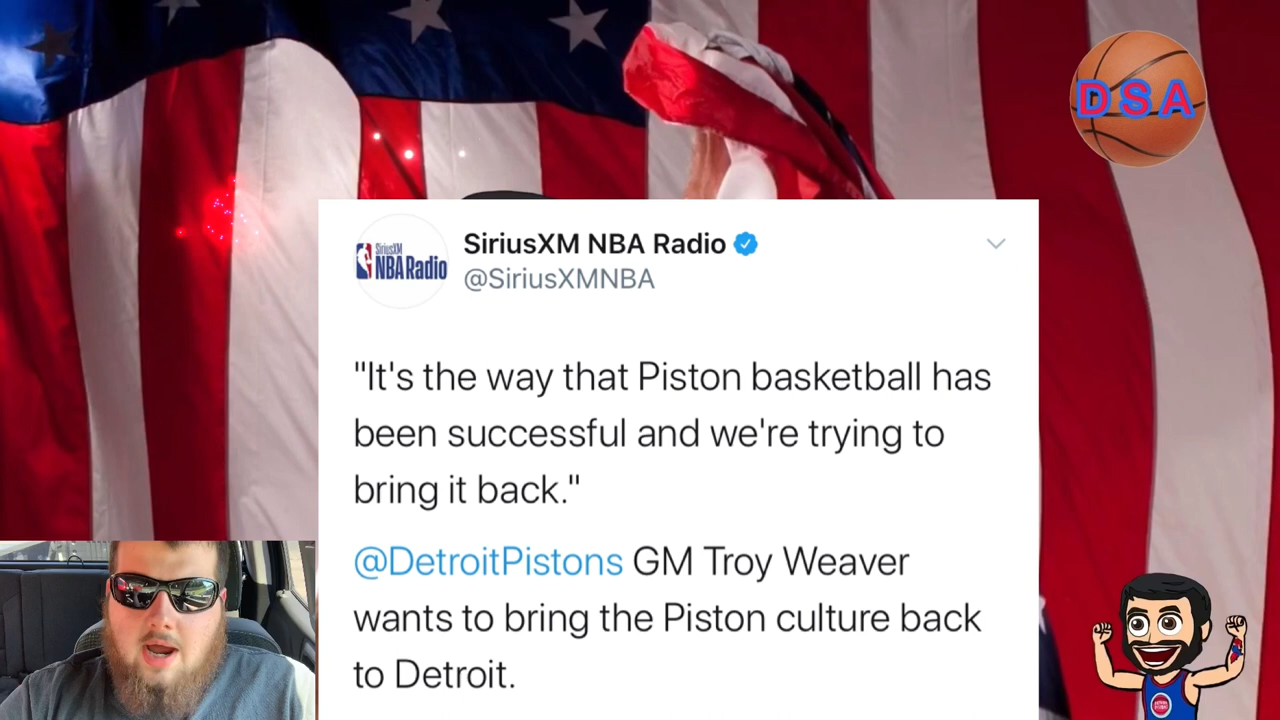 DSA
SiriusXM
NBA Radio
SiriusXM NBA Radio
@SiriusXMNBA
"It's the way that Piston basketball has
been successful and we're trying to
bring it back."
@DetroitPistons GM Troy Weaver
wants to bring the Piston culture back
to Detroit.